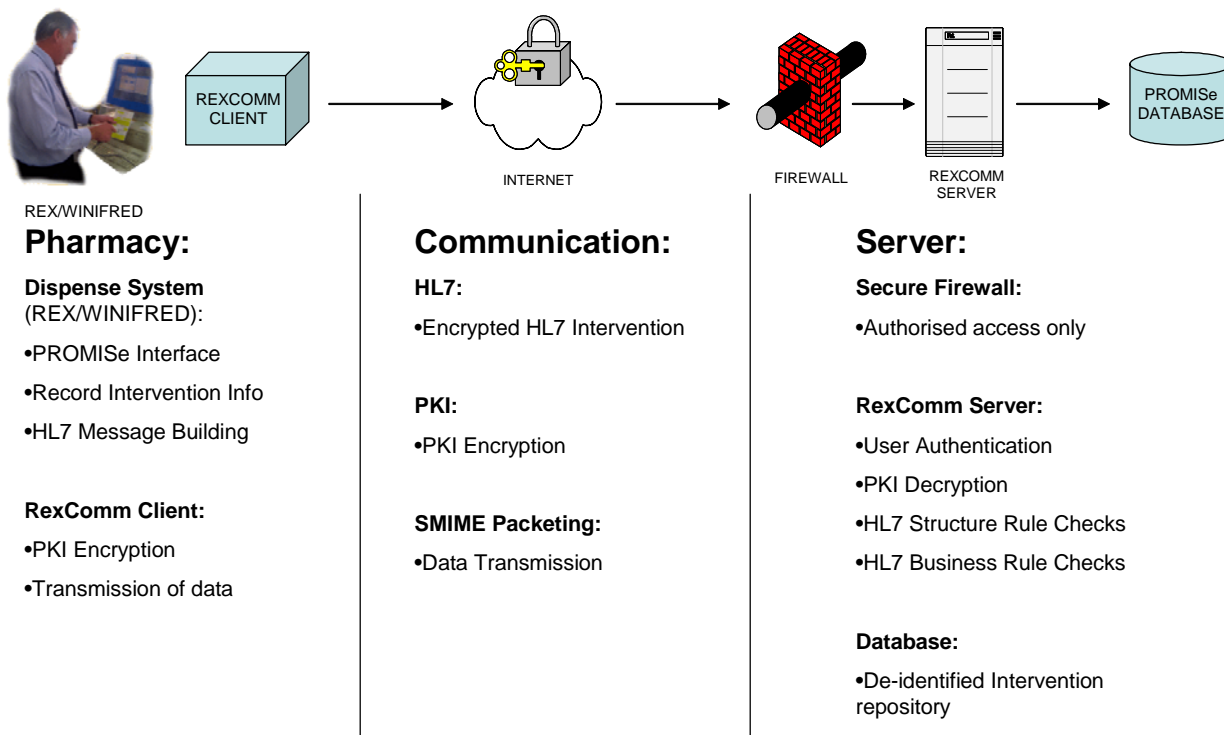 REXCOMM
CLIENT
PROMISe
DATABASE
INTERNET
FIREWALL
REXCOMM
SERVER
REX/WINIFRED
Pharmacy:
Dispense System
(REX/WINIFRED):
•PROMISe Interface
•Record Intervention Info
•HL7 Message Building
RexComm Client:
•PKI Encryption
•Transmission of data
Communication:
HL7:
•Encrypted HL7 Intervention
PKI:
•PKI Encryption
SMIME Packeting:
•Data Transmission
Server:
Secure Firewall:
•Authorised access only
RexComm Server:
•User Authentication
•PKI Decryption
•HL7 Structure Rule Checks
•HL7 Business Rule Checks
Database:
•De-identified Intervention
repository